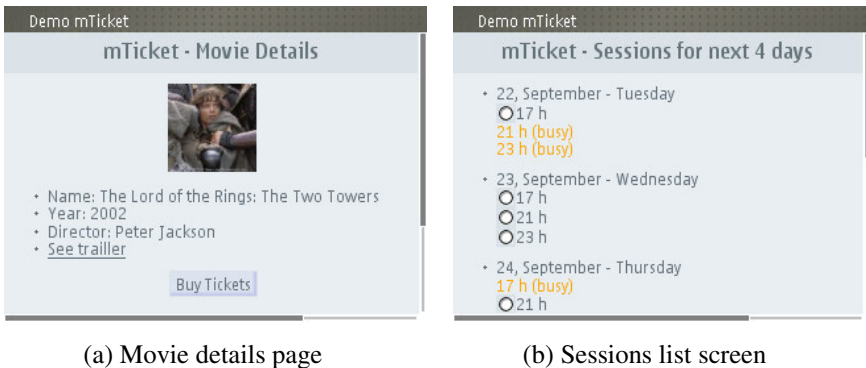 Demo mTicket
mTicket - Movie Details
Name: The Lord of the Rings: The Two Towers
Year: 2002
Director: Peter Jackson
See trailler
Buy Tickets
(a) Movie details page
Demo mTicket
mTicket - Sessions for next 4 days
22, September - Tuesday
17 h
21 h (busy)
23 h (busy)
23, September - Wednesday
17 h
21 h
23 h
24, September - Thursday
17 h (busy)
21 h
(b) Sessions list screen